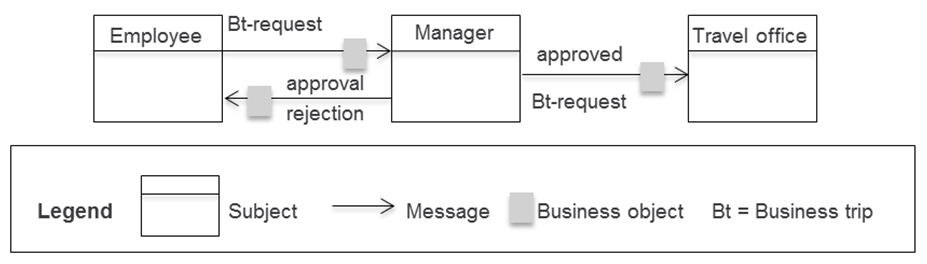 Employee
Bt-request
Manager
Travel office
approved
approval
rejection
Bt-request
Legend
Subject
Message
Business object
Bt = Business trip